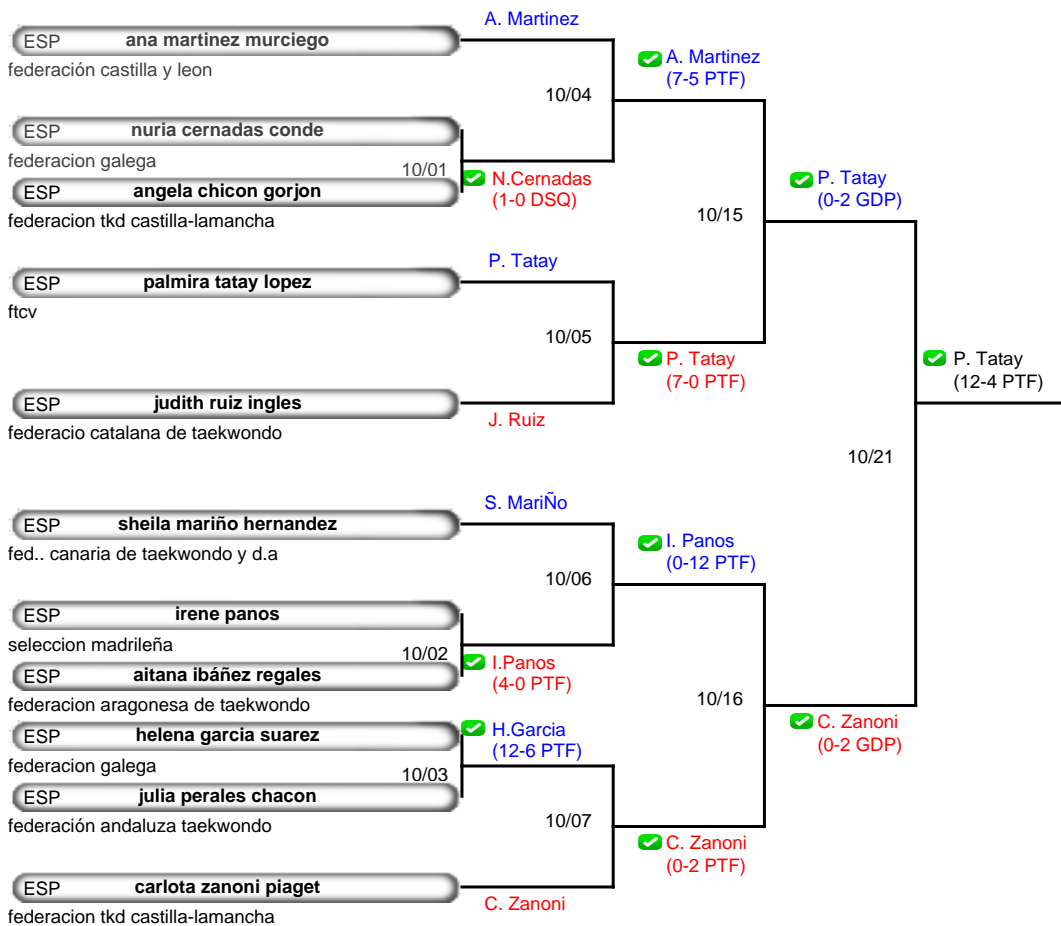 A. Martinez
ESP ana martinez murciego
federación castilla y leon
A. Martinez
(7-5 PTF)
10/04
ESP nuria cernadas conde
federacion galega
10/01
N.Cernadas
(1-0 DSQ)
ESP angela chicon gorjon
federacion tkd castilla-lamancha
P. Tatay
(0-2 GDP)
10/15
P. Tatay
ESP palmira tatay lopez
ftcv
10/05
P. Tatay
(7-0 PTF)
P. Tatay
(12-4 PTF)
ESP judith ruiz ingles
J. Ruiz
federacio catalana de taekwondo
10/21
S. MariÑo
ESP sheila mariño hernandez
fed.. canaria de taekwondo y d.a
I. Panos
(0-12 PTF)
10/06
ESP irene panos
seleccion madrileña
10/02
I.Panos
(4-0 PTF)
ESP aitana ibáñez regales
federacion aragonesa de taekwondo
10/16
C. Zanoni
(0-2 GDP)
ESP helena garcia suarez
H.Garcia
(12-6 PTF)
federacion galega
10/03
ESP julia perales chacon
federación andaluza taekwondo
10/07
C. Zanoni
(0-2 PTF)
ESP carlota zanoni piaget
C. Zanoni
federacion tkd castilla-lamancha